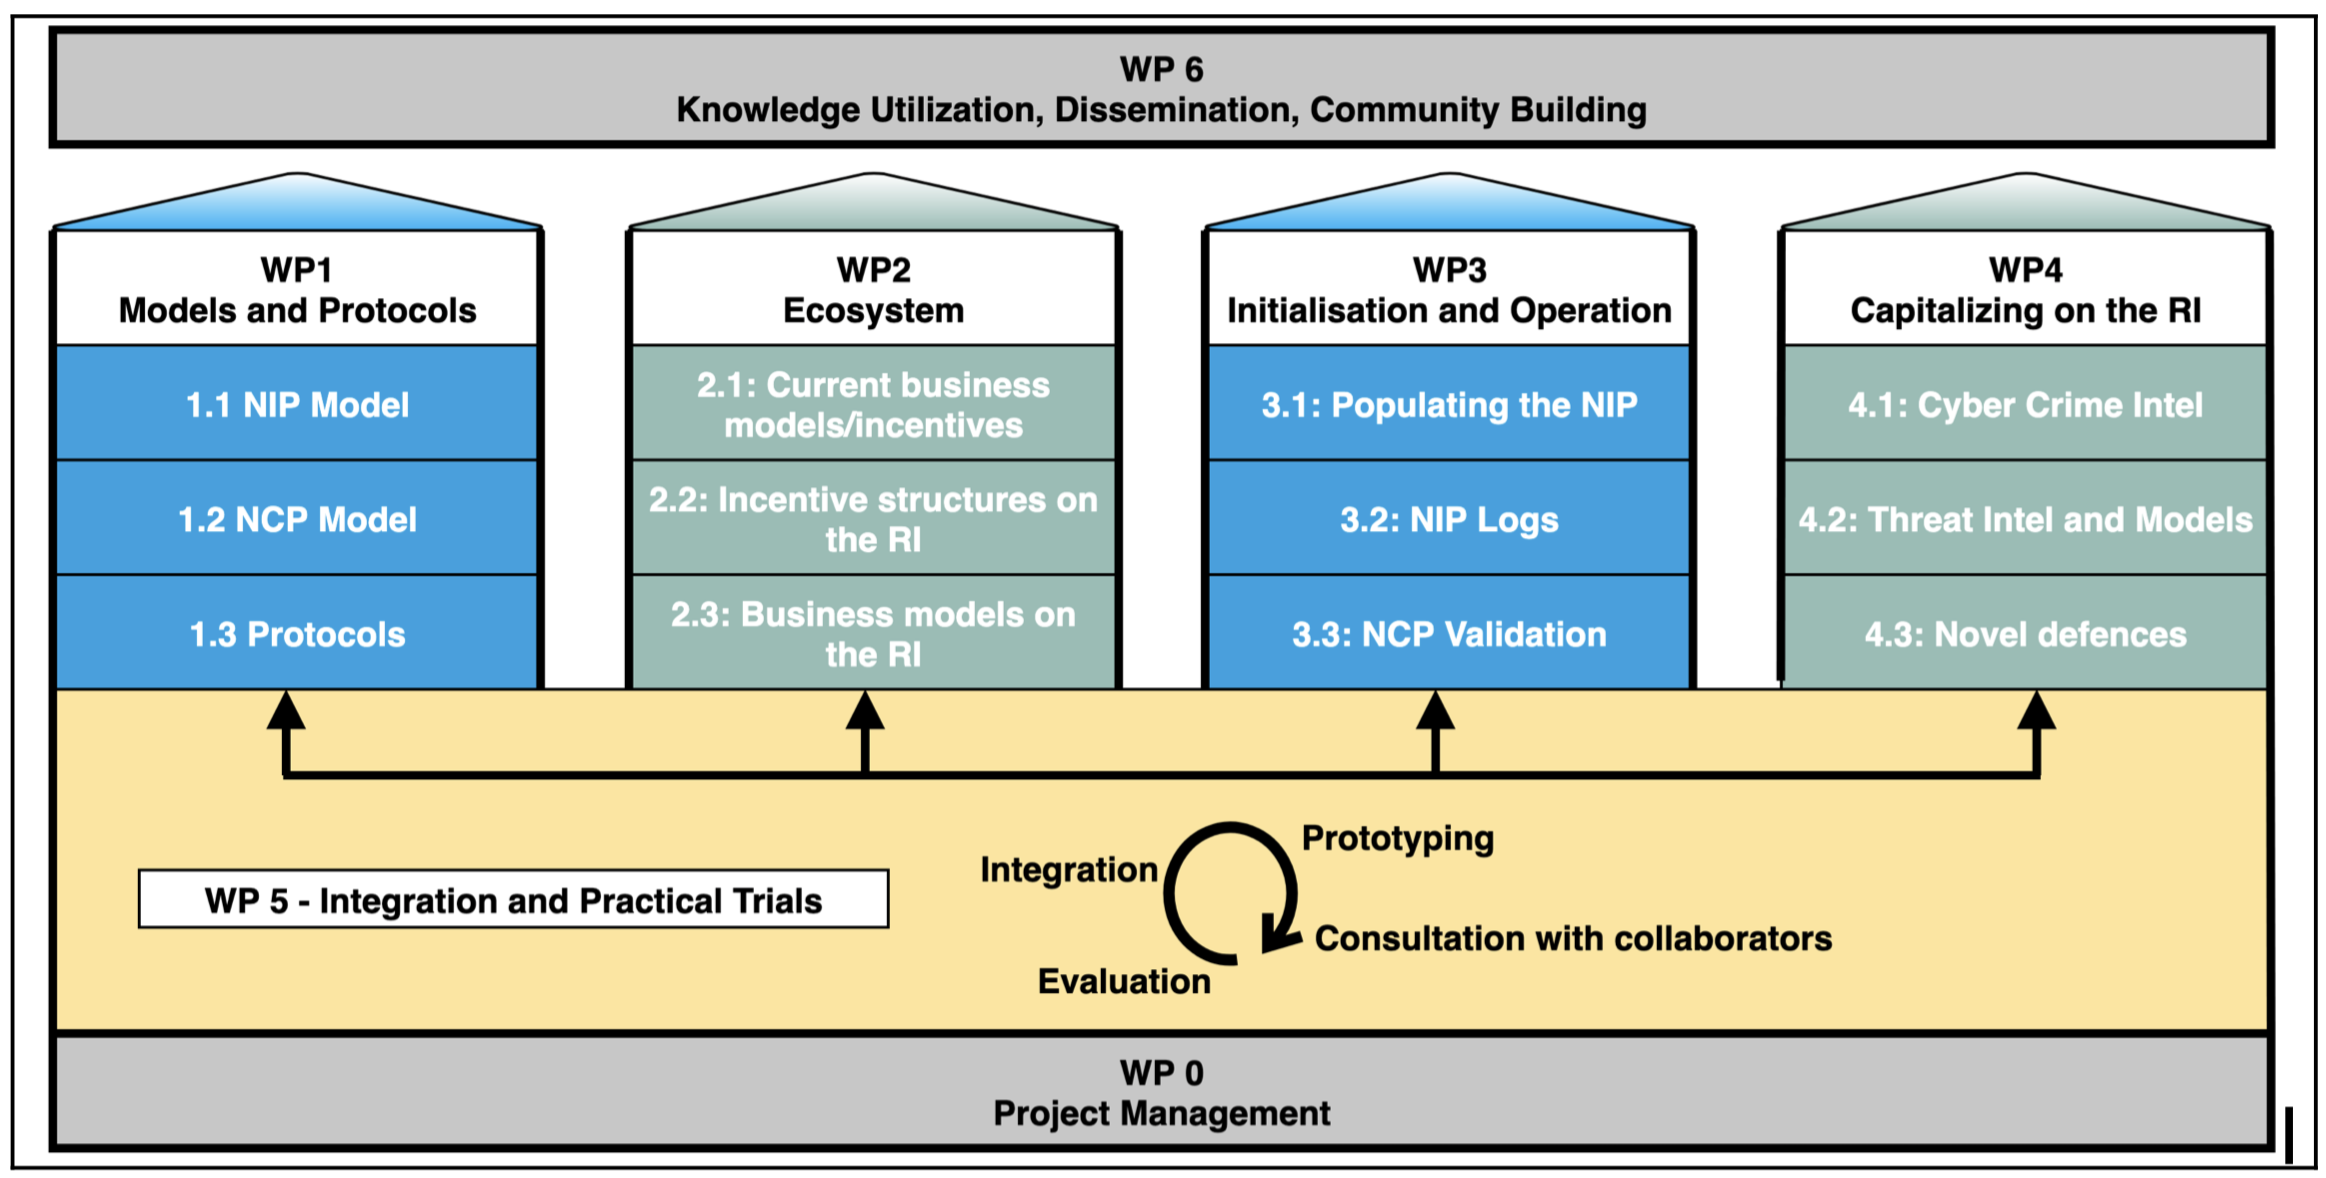 WP 6
Knowledge Utilization, Dissemination, Community Building
WP1
Models and Protocols
1.1 NIP Model
1.2 NCP Model
1.3 Protocols
WP2
Ecosystem
2.1: Current business
models/incentives
2.2: Incentive structures on
the RI
2.3: Business models on
the RI
WP3
Initialisation and Operation
3.1: Populating the NIP
3.2: NIP Logs
3.3: NCP Validation
WP4
Capitalizing on the RI
4.1: Cyber Crime Intel
4.2: Threat Intel and Models
4.3: Novel defences
WP 5 - Integration and Practical Trials
Integration
Prototyping
Consultation with collaborators
Evaluation
WP 0
Project Management